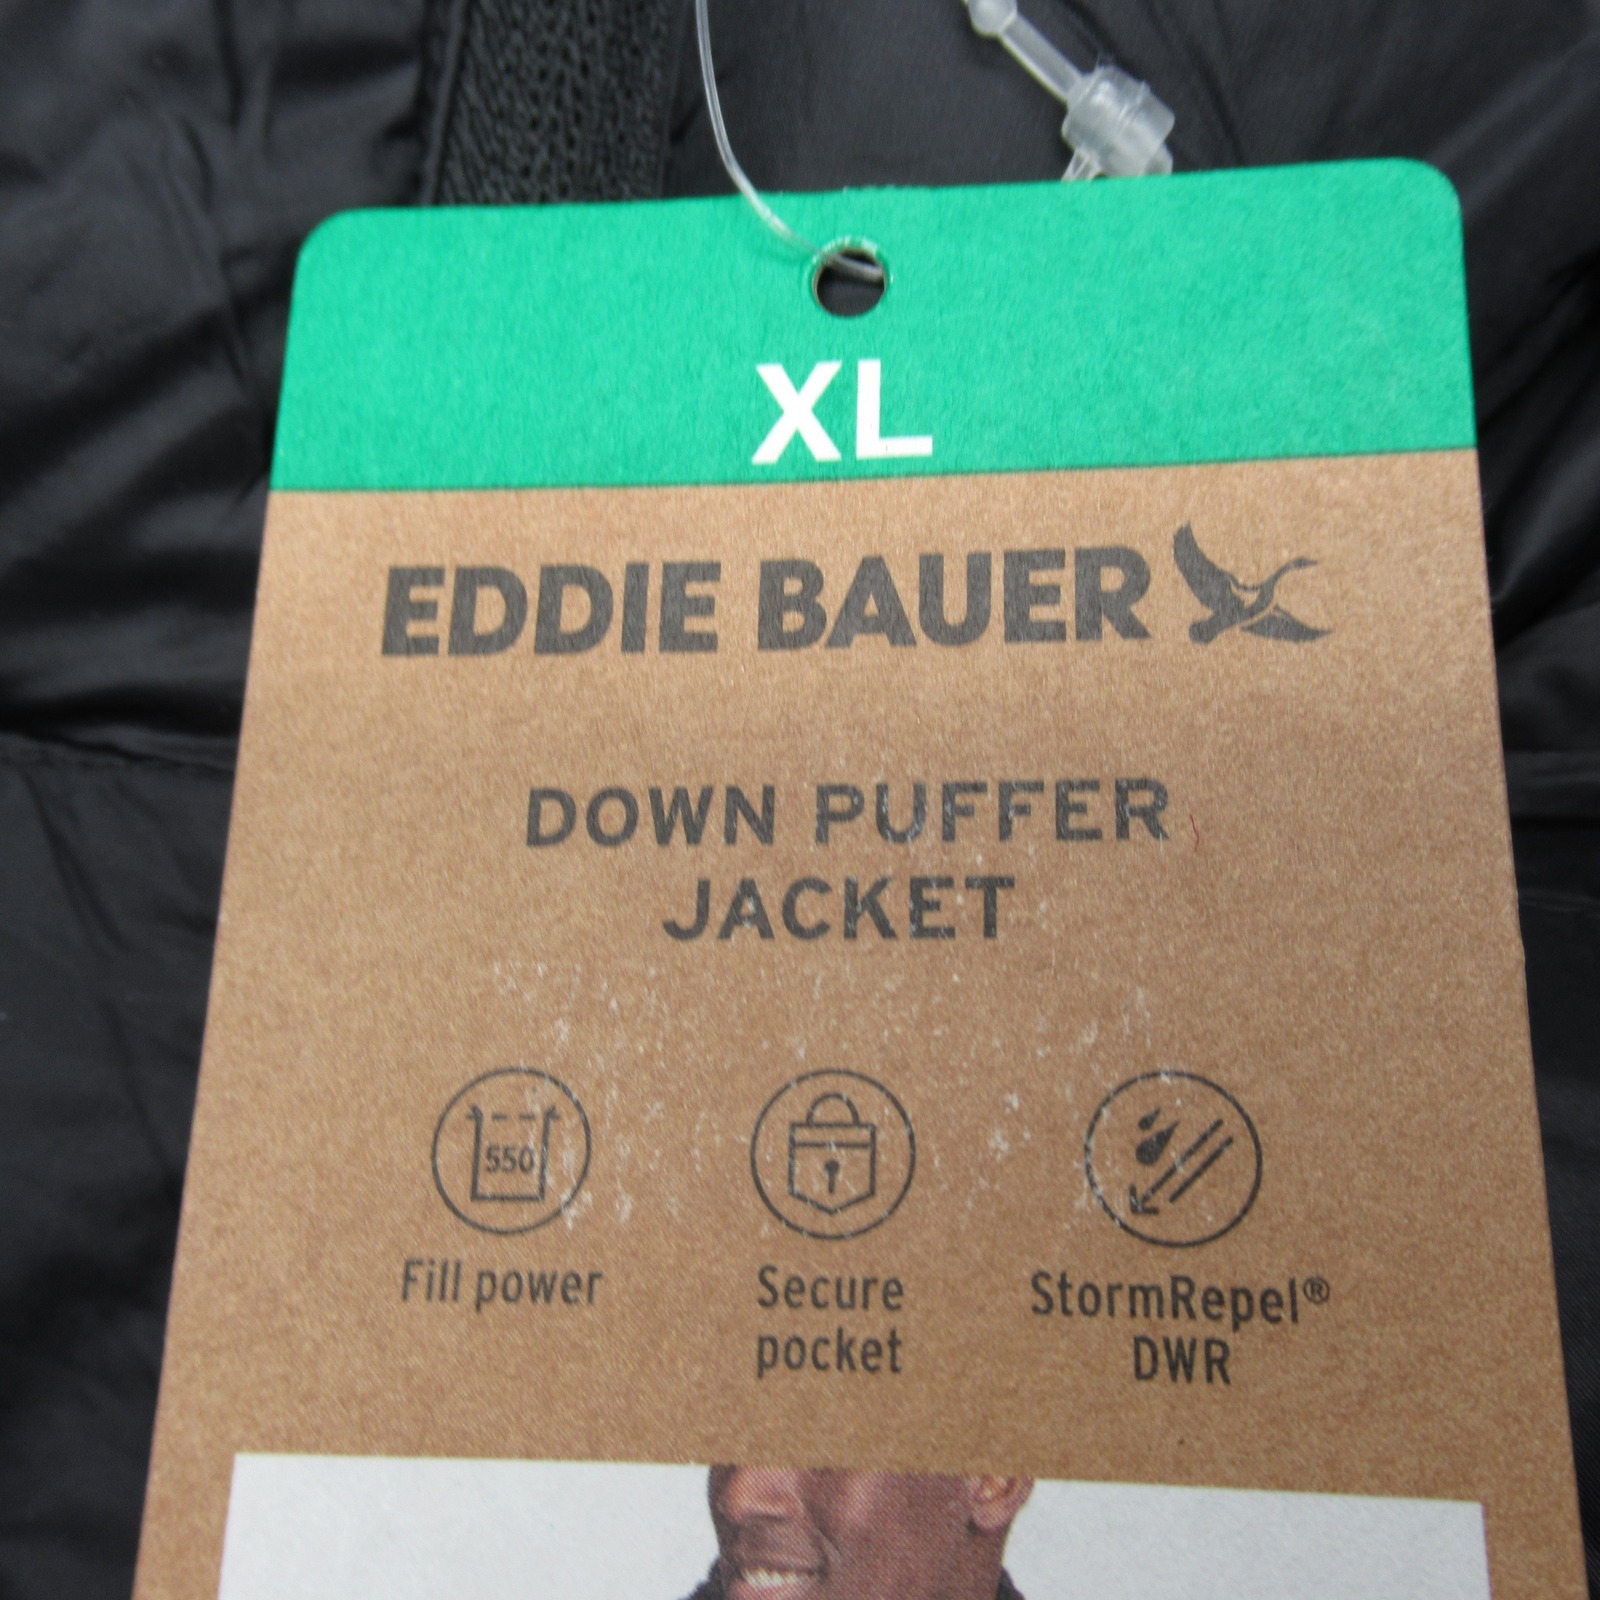 XL
EDDIE BAUER
DOWN PUFFER
JACKET
550
Fill power
Secure
pocket
StormRepel®
DWR